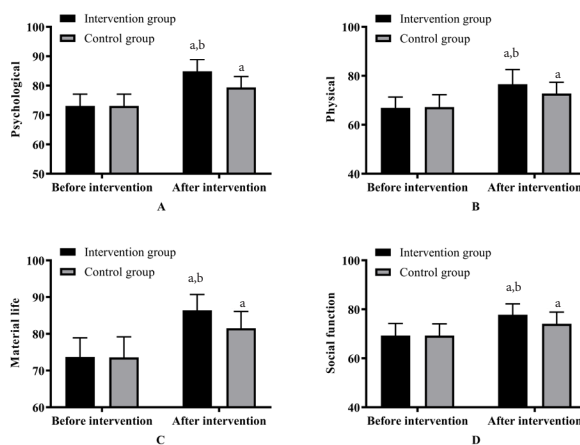 Intervention group
Control group
Psychological
100
90
80
70
60
50
a,b
a
Before intervention
After intervention
A
Intervention group
Control group
Physical
100
80
60
40
a,b
a
Before intervention
After intervention
B
Intervention group
Control group
Material life
100
90
80
70
60
a,b
a
Before intervention
After intervention
C
Intervention group
Control group
Social function
100
80
60
40
a,b
a
Before intervention
After intervention
D